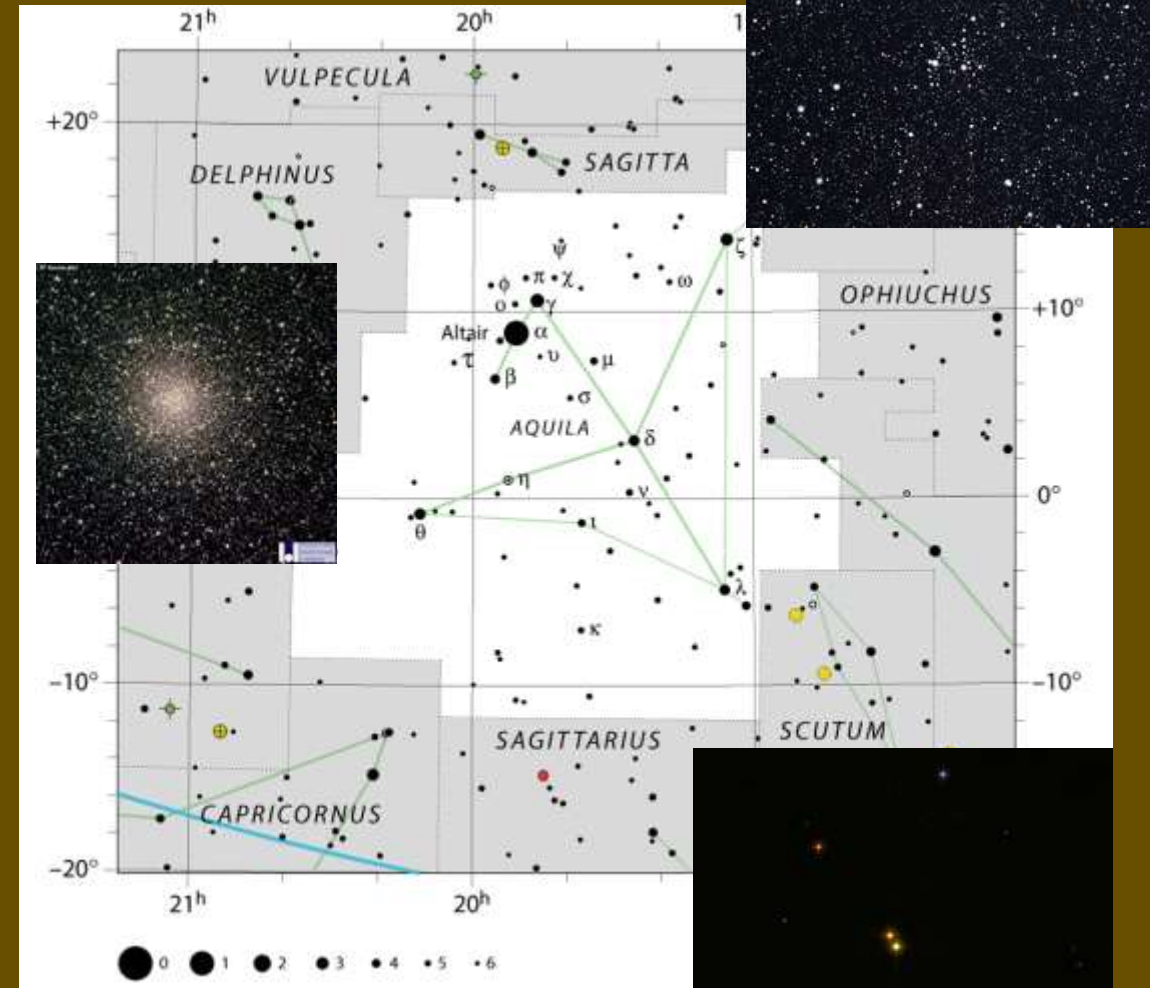 21h 20h 1
VULPECULA
+20°
SAGITTA
DELPHINUS
ζ
ψ
ϕ π χ ω
ο γ
OPHIUCHUS
+10°
Altair α
τ υ μ
β
σ
AQUILA
δ
η
ν
0°
θ
ι
λ
κ
−10° −10°
SCUTUM
SAGITTARIUS
CAPRICORNUS
−20°
21h 20h
0 1 2 3 4 5 6